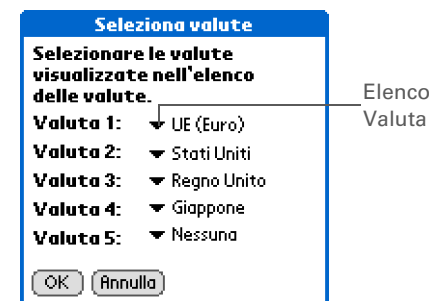 Seleziona valute
Selezionare le valute
visualizzate nell'elenco
delle valute.
Valuta 1: UE (Euro)
Valuta 2: Stati Uniti
Valuta 3: Regno Unito
Valuta 4: Giappone
Valuta 5: Nessuna
OK Annulla
Elenco
Valuta